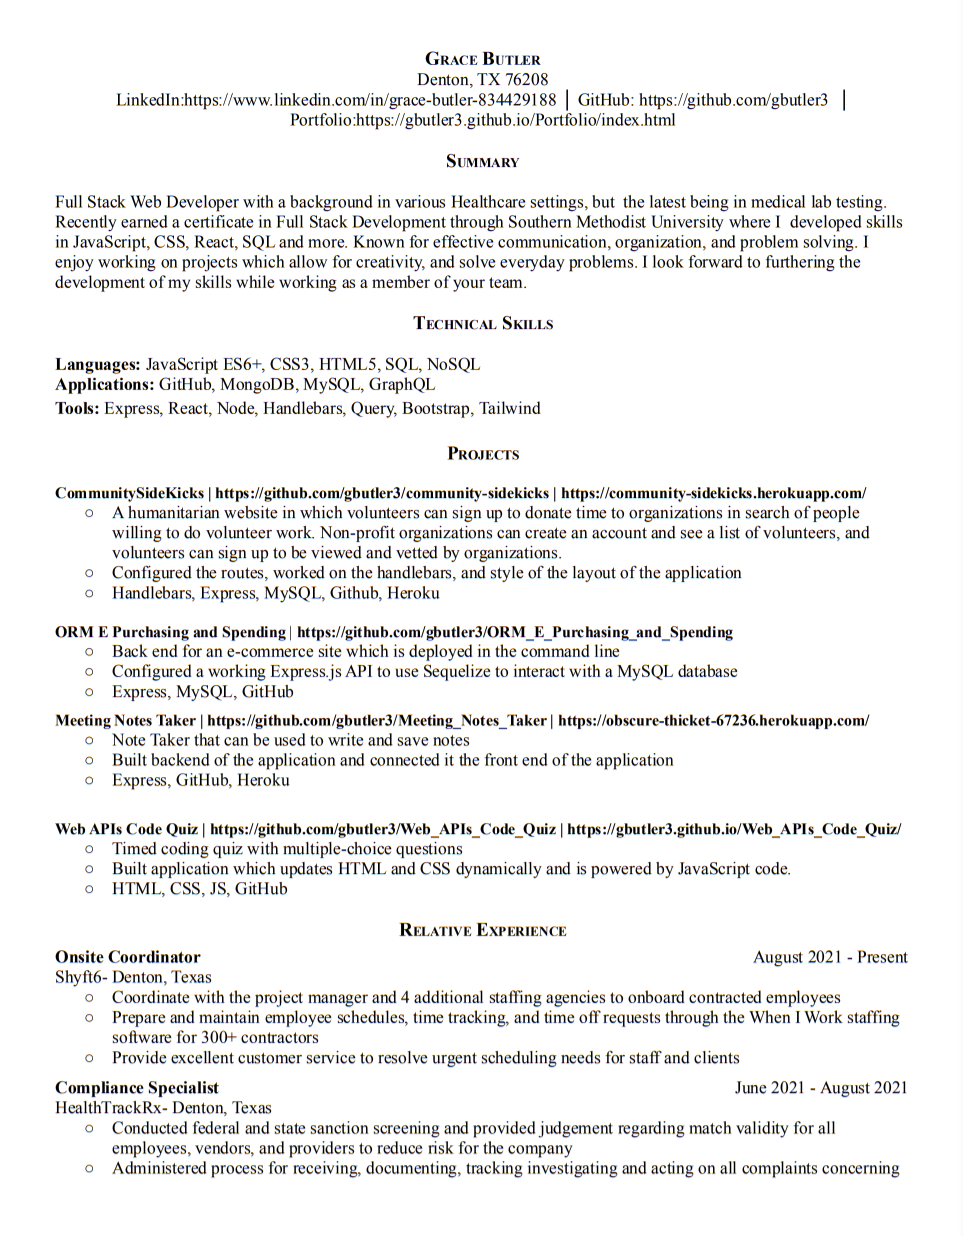 GRACE BUTLER
Denton, TX 76208
LinkedIn:https://www.linkedin.com/in/grace-butler-834429188 | GitHub: https://github.com/gbutler3 |
Portfolio:https://gbutler3.github.io/Portfolio/index.html
SUMMARY
Full Stack Web Developer with a background in various Healthcare settings, but the latest being in medical lab testing.
Recently earned a certificate in Full Stack Development through Southern Methodist University where I developed skills
in JavaScript, CSS, React, SQL and more. Known for effective communication, organization, and problem solving. I
enjoy working on projects which allow for creativity, and solve everyday problems. I look forward to furthering the
development of my skills while working as a member of your team.
TECHNICAL SKILLS
Languages: JavaScript ES6+, CSS3, HTML5, SQL, NoSQL
Applications: GitHub, MongoDB, MySQL, GraphQL
Tools: Express, React, Node, Handlebars, Query, Bootstrap, Tailwind
PROJECTS
CommunitySideKicks | https://github.com/gbutler3/community-sidekicks | https://community-sidekicks.herokuapp.com/
○ A humanitarian website in which volunteers can sign up to donate time to organizations in search of people
willing to do volunteer work. Non-profit organizations can create an account and see a list of volunteers, and
volunteers can sign up to be viewed and vetted by organizations.
○ Configured the routes, worked on the handlebars, and style of the layout of the application
○ Handlebars, Express, MySQL, Github, Heroku
ORM E Purchasing and Spending | https://github.com/gbutler3/ORM_E_Purchasing_and_Spending
○ Back end for an e-commerce site which is deployed in the command line
○ Configured a working Express.js API to use Sequelize to interact with a MySQL database
○ Express, MySQL, GitHub
Meeting Notes Taker | https://github.com/gbutler3/Meeting_Notes_Taker | https://obscure-thicket-67236.herokuapp.com/
○ Note Taker that can be used to write and save notes
○ Built backend of the application and connected it the front end of the application
○ Express, GitHub, Heroku
Web APIs Code Quiz | https://github.com/gbutler3/Web_APIs_Code_Quiz | https://gbutler3.github.io/Web_APIs_Code_Quiz/
○ Timed coding quiz with multiple-choice questions
○ Built application which updates HTML and CSS dynamically and is powered by JavaScript code.
○ HTML, CSS, JS, GitHub
RELATIVE EXPERIENCE
Onsite Coordinator August 2021 - Present
Shyft6- Denton, Texas
○ Coordinate with the project manager and 4 additional staffing agencies to onboard contracted employees
○ Prepare and maintain employee schedules, time tracking, and time off requests through the When I Work staffing
software for 300+ contractors
○ Provide excellent customer service to resolve urgent scheduling needs for staff and clients
Compliance Specialist June 2021 - August 2021
HealthTrackRx- Denton, Texas
○ Conducted federal and state sanction screening and provided judgement regarding match validity for all
employees, vendors, and providers to reduce risk for the company
○ Administered process for receiving, documenting, tracking investigating and acting on all complaints concerning